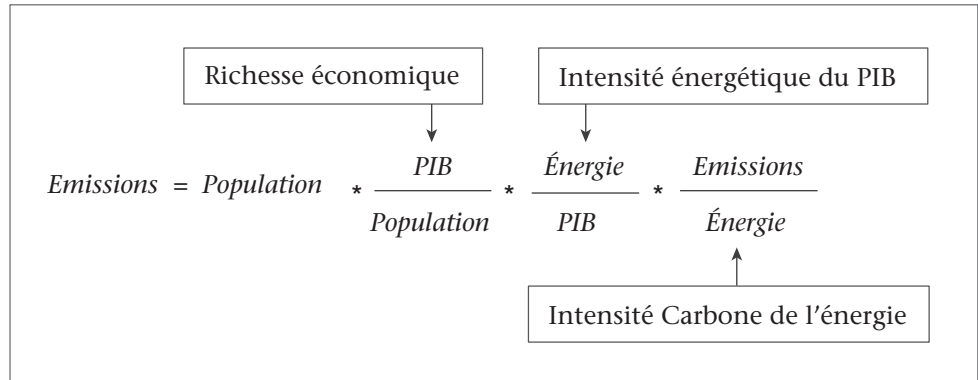 Richesse économique
Intensité énergétique du PIB
Emissions = Population * PIB / Population * Énergie / PIB * Emissions / Énergie
Intensité Carbone de l'énergie